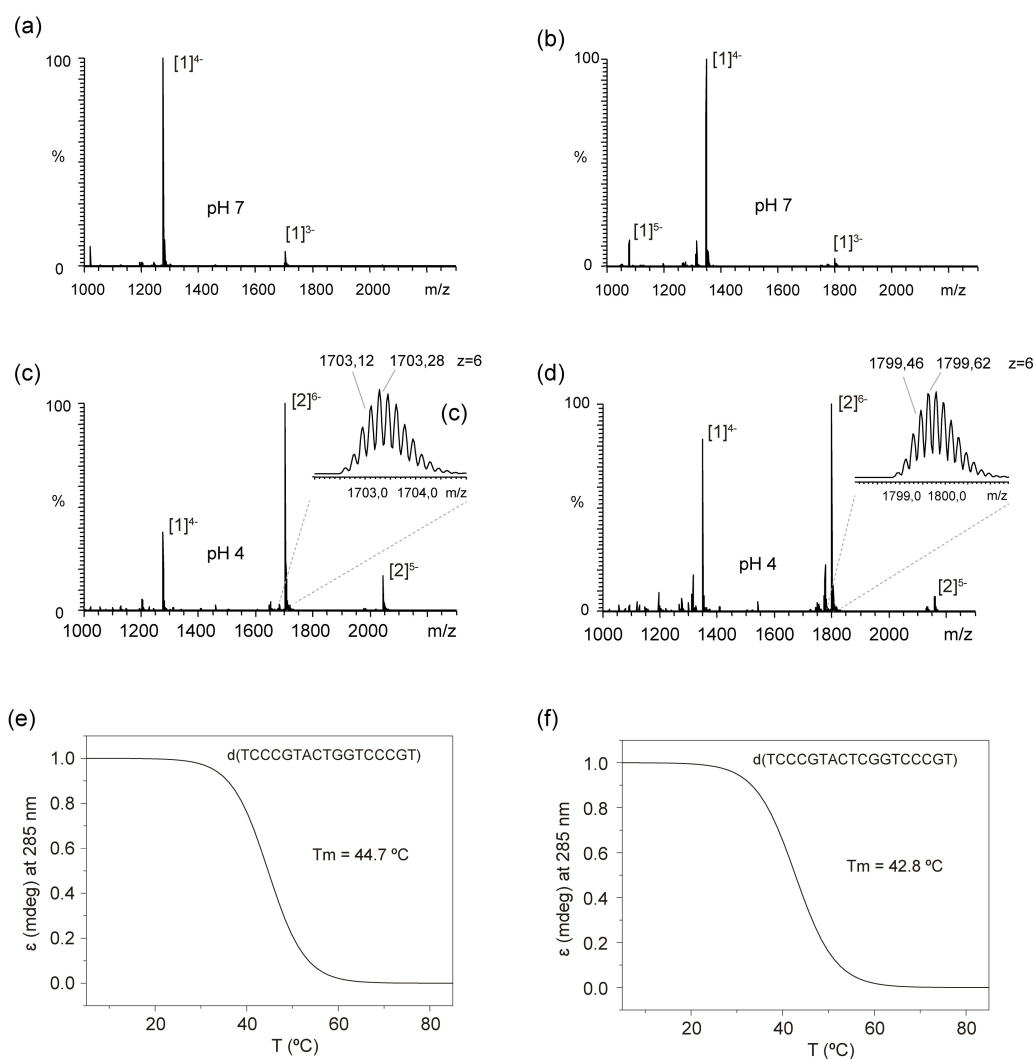 (a)
100
%
0
[1]4-
pH 7
[1]3-
1000 1200 1400 1600 1800 2000 m/z
(b)
100
%
0
[1]5-
[1]4-
pH 7
[1]3-
1000 1200 1400 1600 1800 2000 m/z
(c)
100
%
0
[1]4-
pH 4
[2]6-
[2]5-
(c)
1703,12 1703,28 z=6
1703,0 1704,0 m/z
1000 1200 1400 1600 1800 2000 m/z
(d)
100
%
0
[1]4-
pH 4
[2]6-
[2]5-
1799,46 1799,62 z=6
1799,0 1800,0 m/z
1000 1200 1400 1600 1800 2000 m/z
(e)
d(TCCCGTACTGGTCCCGT)
Tm = 44.7 ºC
ε (mdeg) at 285 nm
1.0
0.8
0.6
0.4
0.2
0.0
20 40 60 80
T (ºC)
(f)
d(TCCCGTACTCGGTCCCGT)
Tm = 42.8 ºC
ε (mdeg) at 285 nm
1.0
0.8
0.6
0.4
0.2
0.0
20 40 60 80
T (ºC)